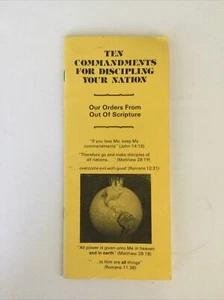 TEN
COMMANDMENTS
FOR DISCIPLING
YOUR NATION
Our Orders From
Out Of Scripture
"If you love Me, keep My
commandments" (John 14:15)
"Therefore go and make disciples of
all nations. . ." (Matthew 28:19)
". . . overcome evil with good" (Romans 12:21)
"All power is given unto Me in heaven
and in earth" (Matthew 28:18)
". . . to Him are all things"
(Romans 11:36)